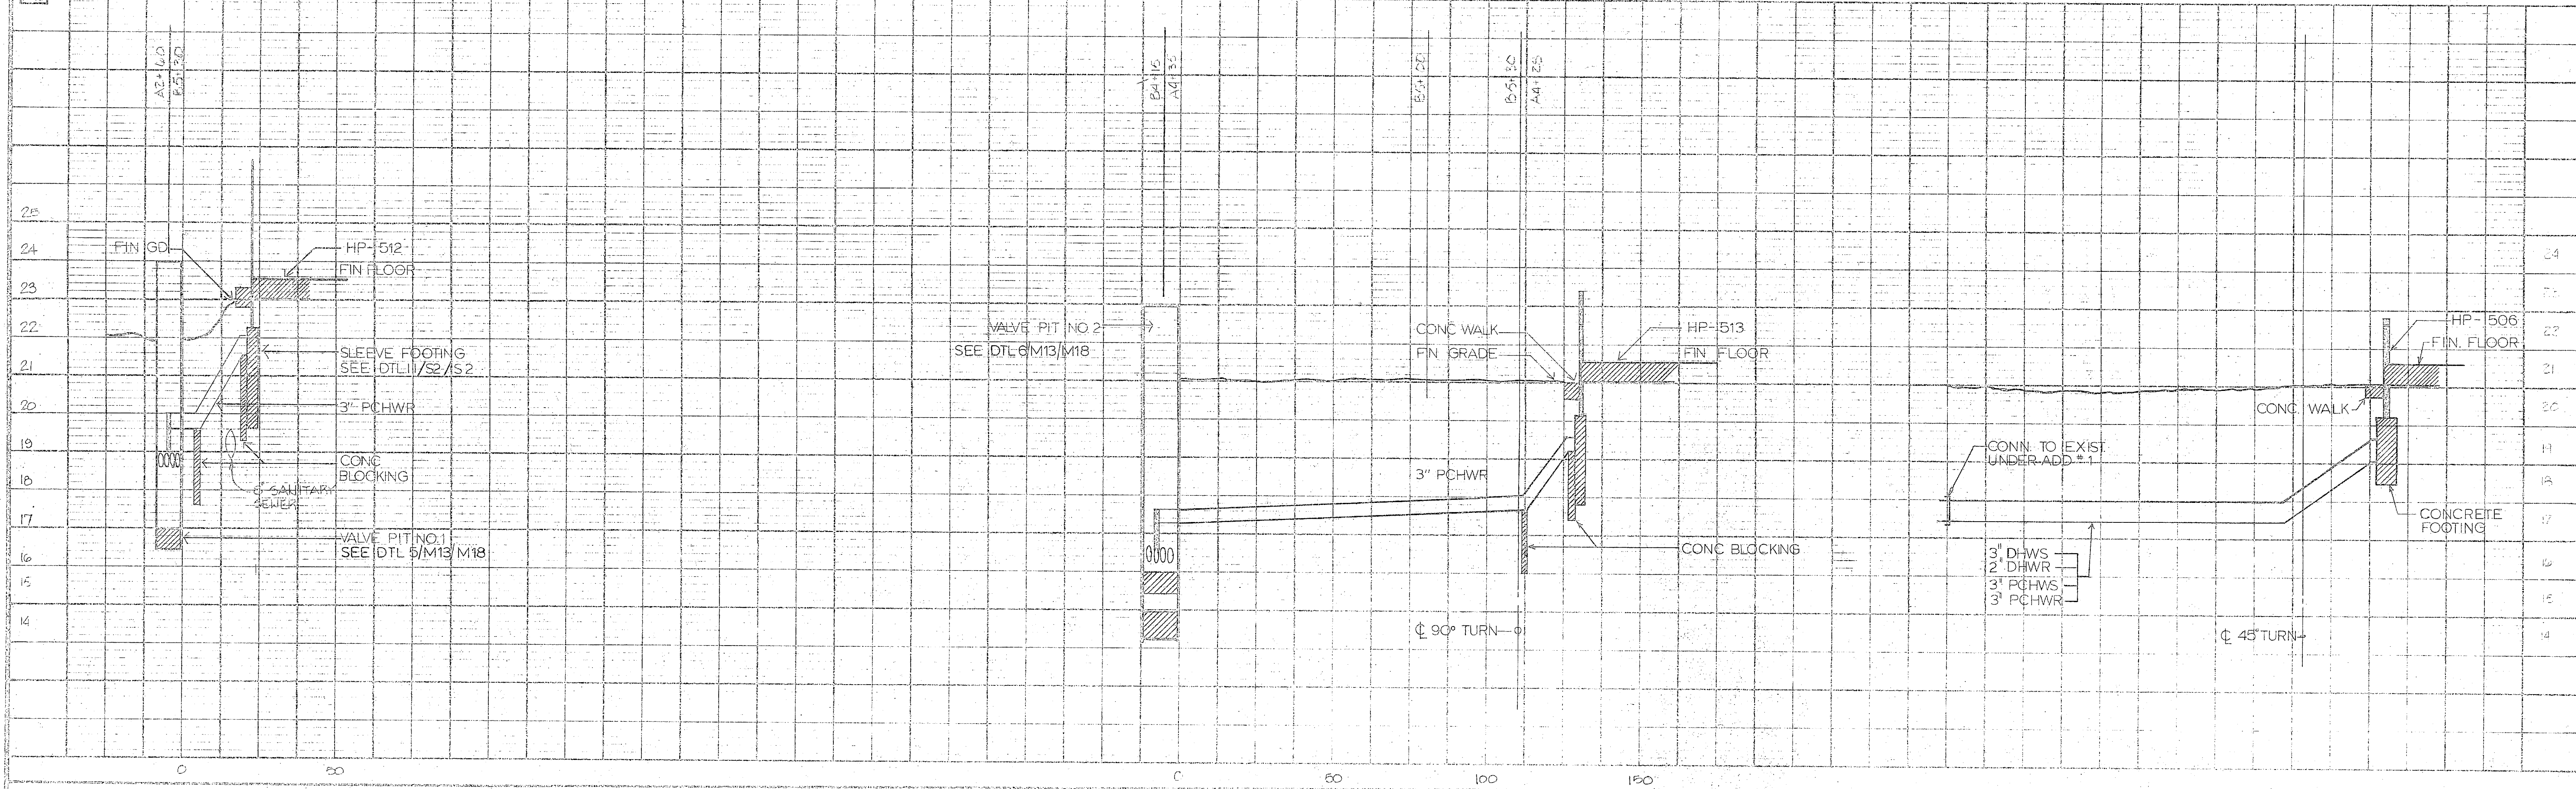 A2+40
B4+15
A4+35
B5+00
B5+30
A4+25
25
24
23
22
21
20
19
18
17
16
15
14
FIN GD
HP-512
FIN FLOOR
SLEEVE FOOTING
SEE DTL 11/S2/S2
3" PCHWR
CONC
BLOCKING
6" SANITARY
SEWER
VALVE PIT NO.1
SEE DTL 5/M13/M18
VALVE PIT NO. 2
SEE DTL 6/M13/M18
CONC WALK
FIN GRADE
HP-513
FIN FLOOR
3" PCHWR
CONC BLOCKING
℄ 90° TURN
HP-506
FIN. FLOOR
CONC. WALK
CONN. TO EXIST.
UNDER ADD #1
CONCRETE
FOOTING
3" DHWS
2" DHWR
3" PCHWS
3" PCHWR
℄ 45° TURN
24
23
22
21
20
19
18
17
16
15
14
0
50
0
50
100
150